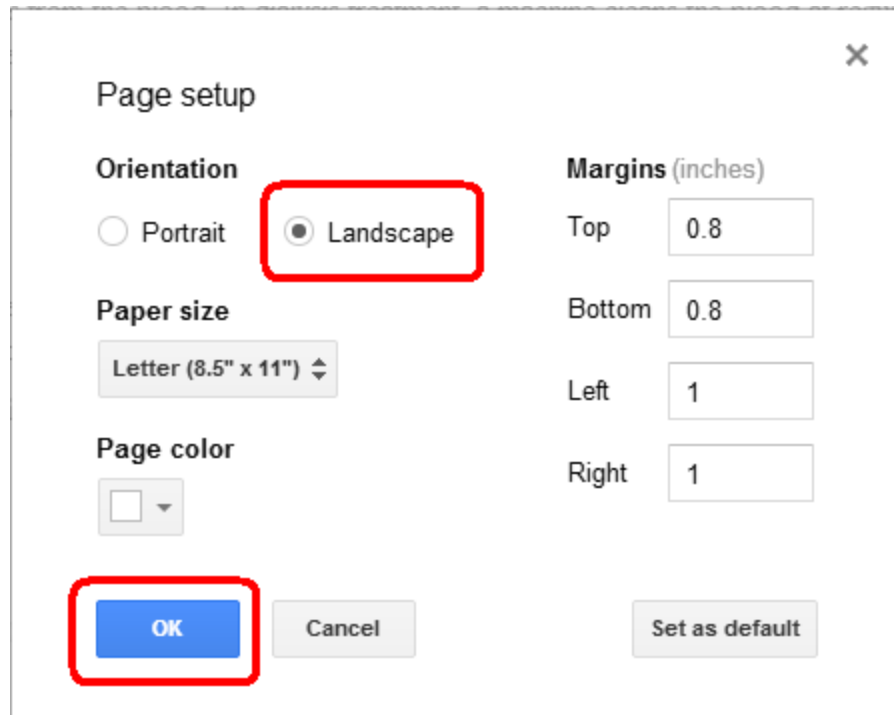 Page setup
Orientation
Portrait
Landscape
Paper size
Letter (8.5" x 11")
Page color
Margins (inches)
Top 0.8
Bottom 0.8
Left 1
Right 1
OK
Cancel
Set as default